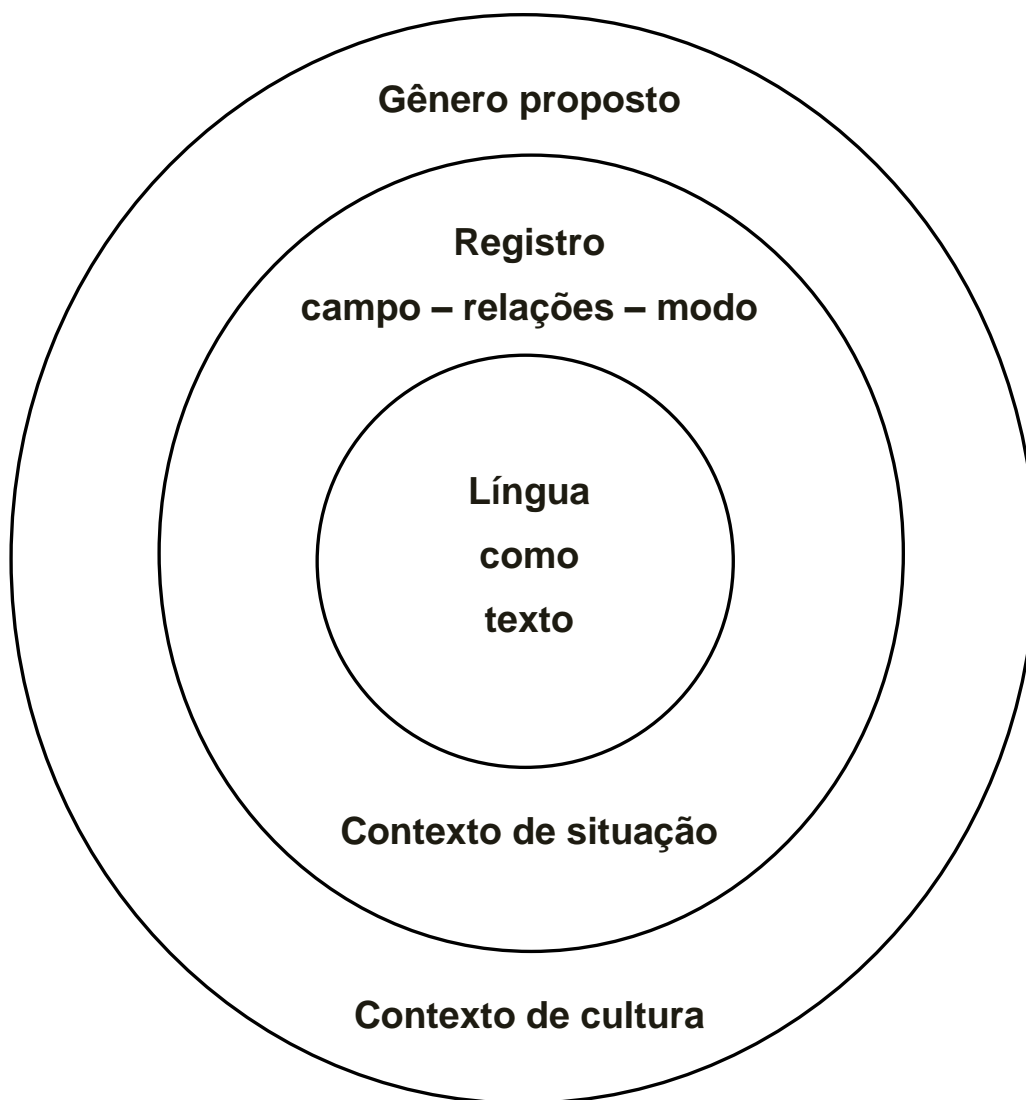 Gênero proposto
Registro
campo – relações – modo
Língua
como
texto
Contexto de situação
Contexto de cultura